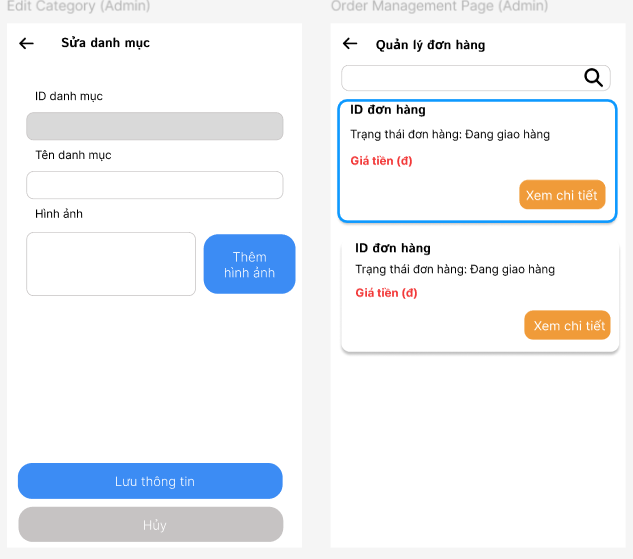 Edit Category (Admin)
Sửa danh mục
ID danh mục
Tên danh mục
Hình ảnh
Thêm
hình ảnh
Lưu thông tin
Hủy
Order Management Page (Admin)
Quản lý đơn hàng
ID đơn hàng
Trạng thái đơn hàng: Đang giao hàng
Giá tiền (đ)
Xem chi tiết
ID đơn hàng
Trạng thái đơn hàng: Đang giao hàng
Giá tiền (đ)
Xem chi tiết